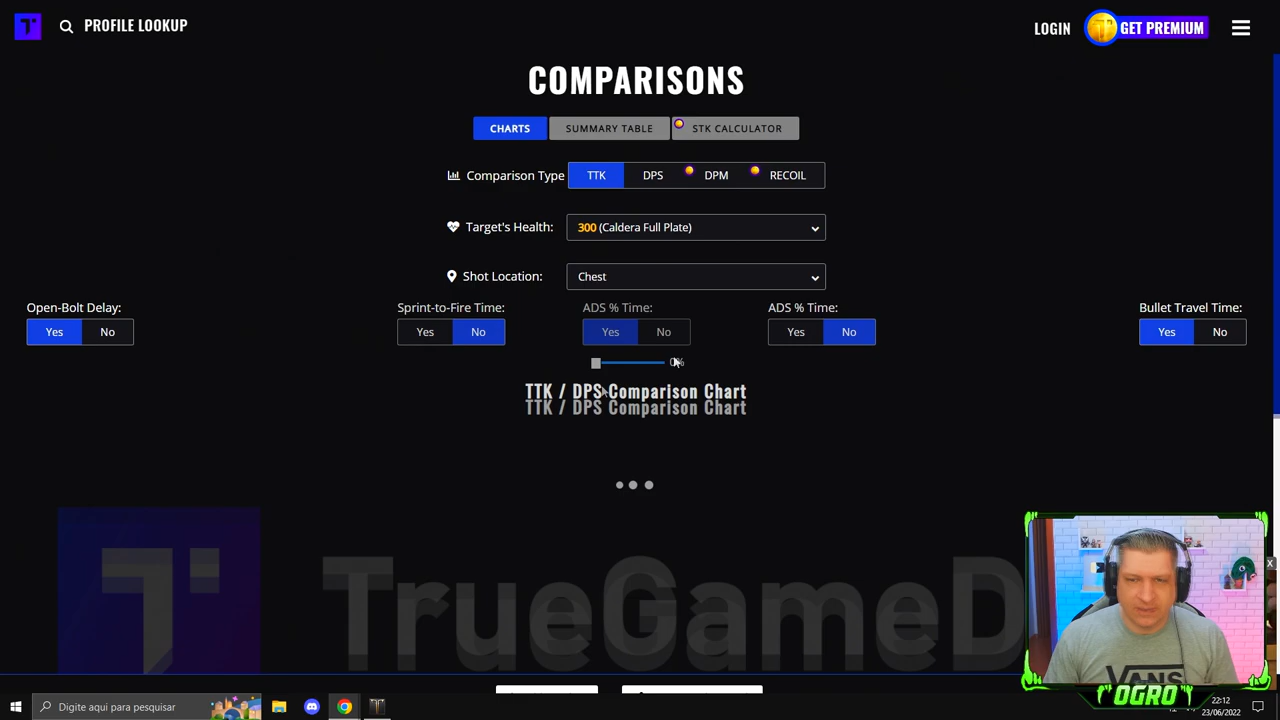 PROFILE LOOKUP
LOGIN
GET PREMIUM
COMPARISONS
CHARTS
SUMMARY TABLE
STK CALCULATOR
Comparison Type
TTK
DPS
DPM
RECOIL
Target's Health:
300 (Caldera Full Plate)
Shot Location:
Chest
Open-Bolt Delay:
Yes
No
Sprint-to-Fire Time:
Yes
No
ADS % Time:
Yes
No
ADS % Time:
Yes
No
Bullet Travel Time:
Yes
No
TTK / DPS Comparison Chart
TTK / DPS Comparison Chart
TrueGameD
VANS
OGRO
X
Digite aqui para pesquisar
22:12
23/06/2022